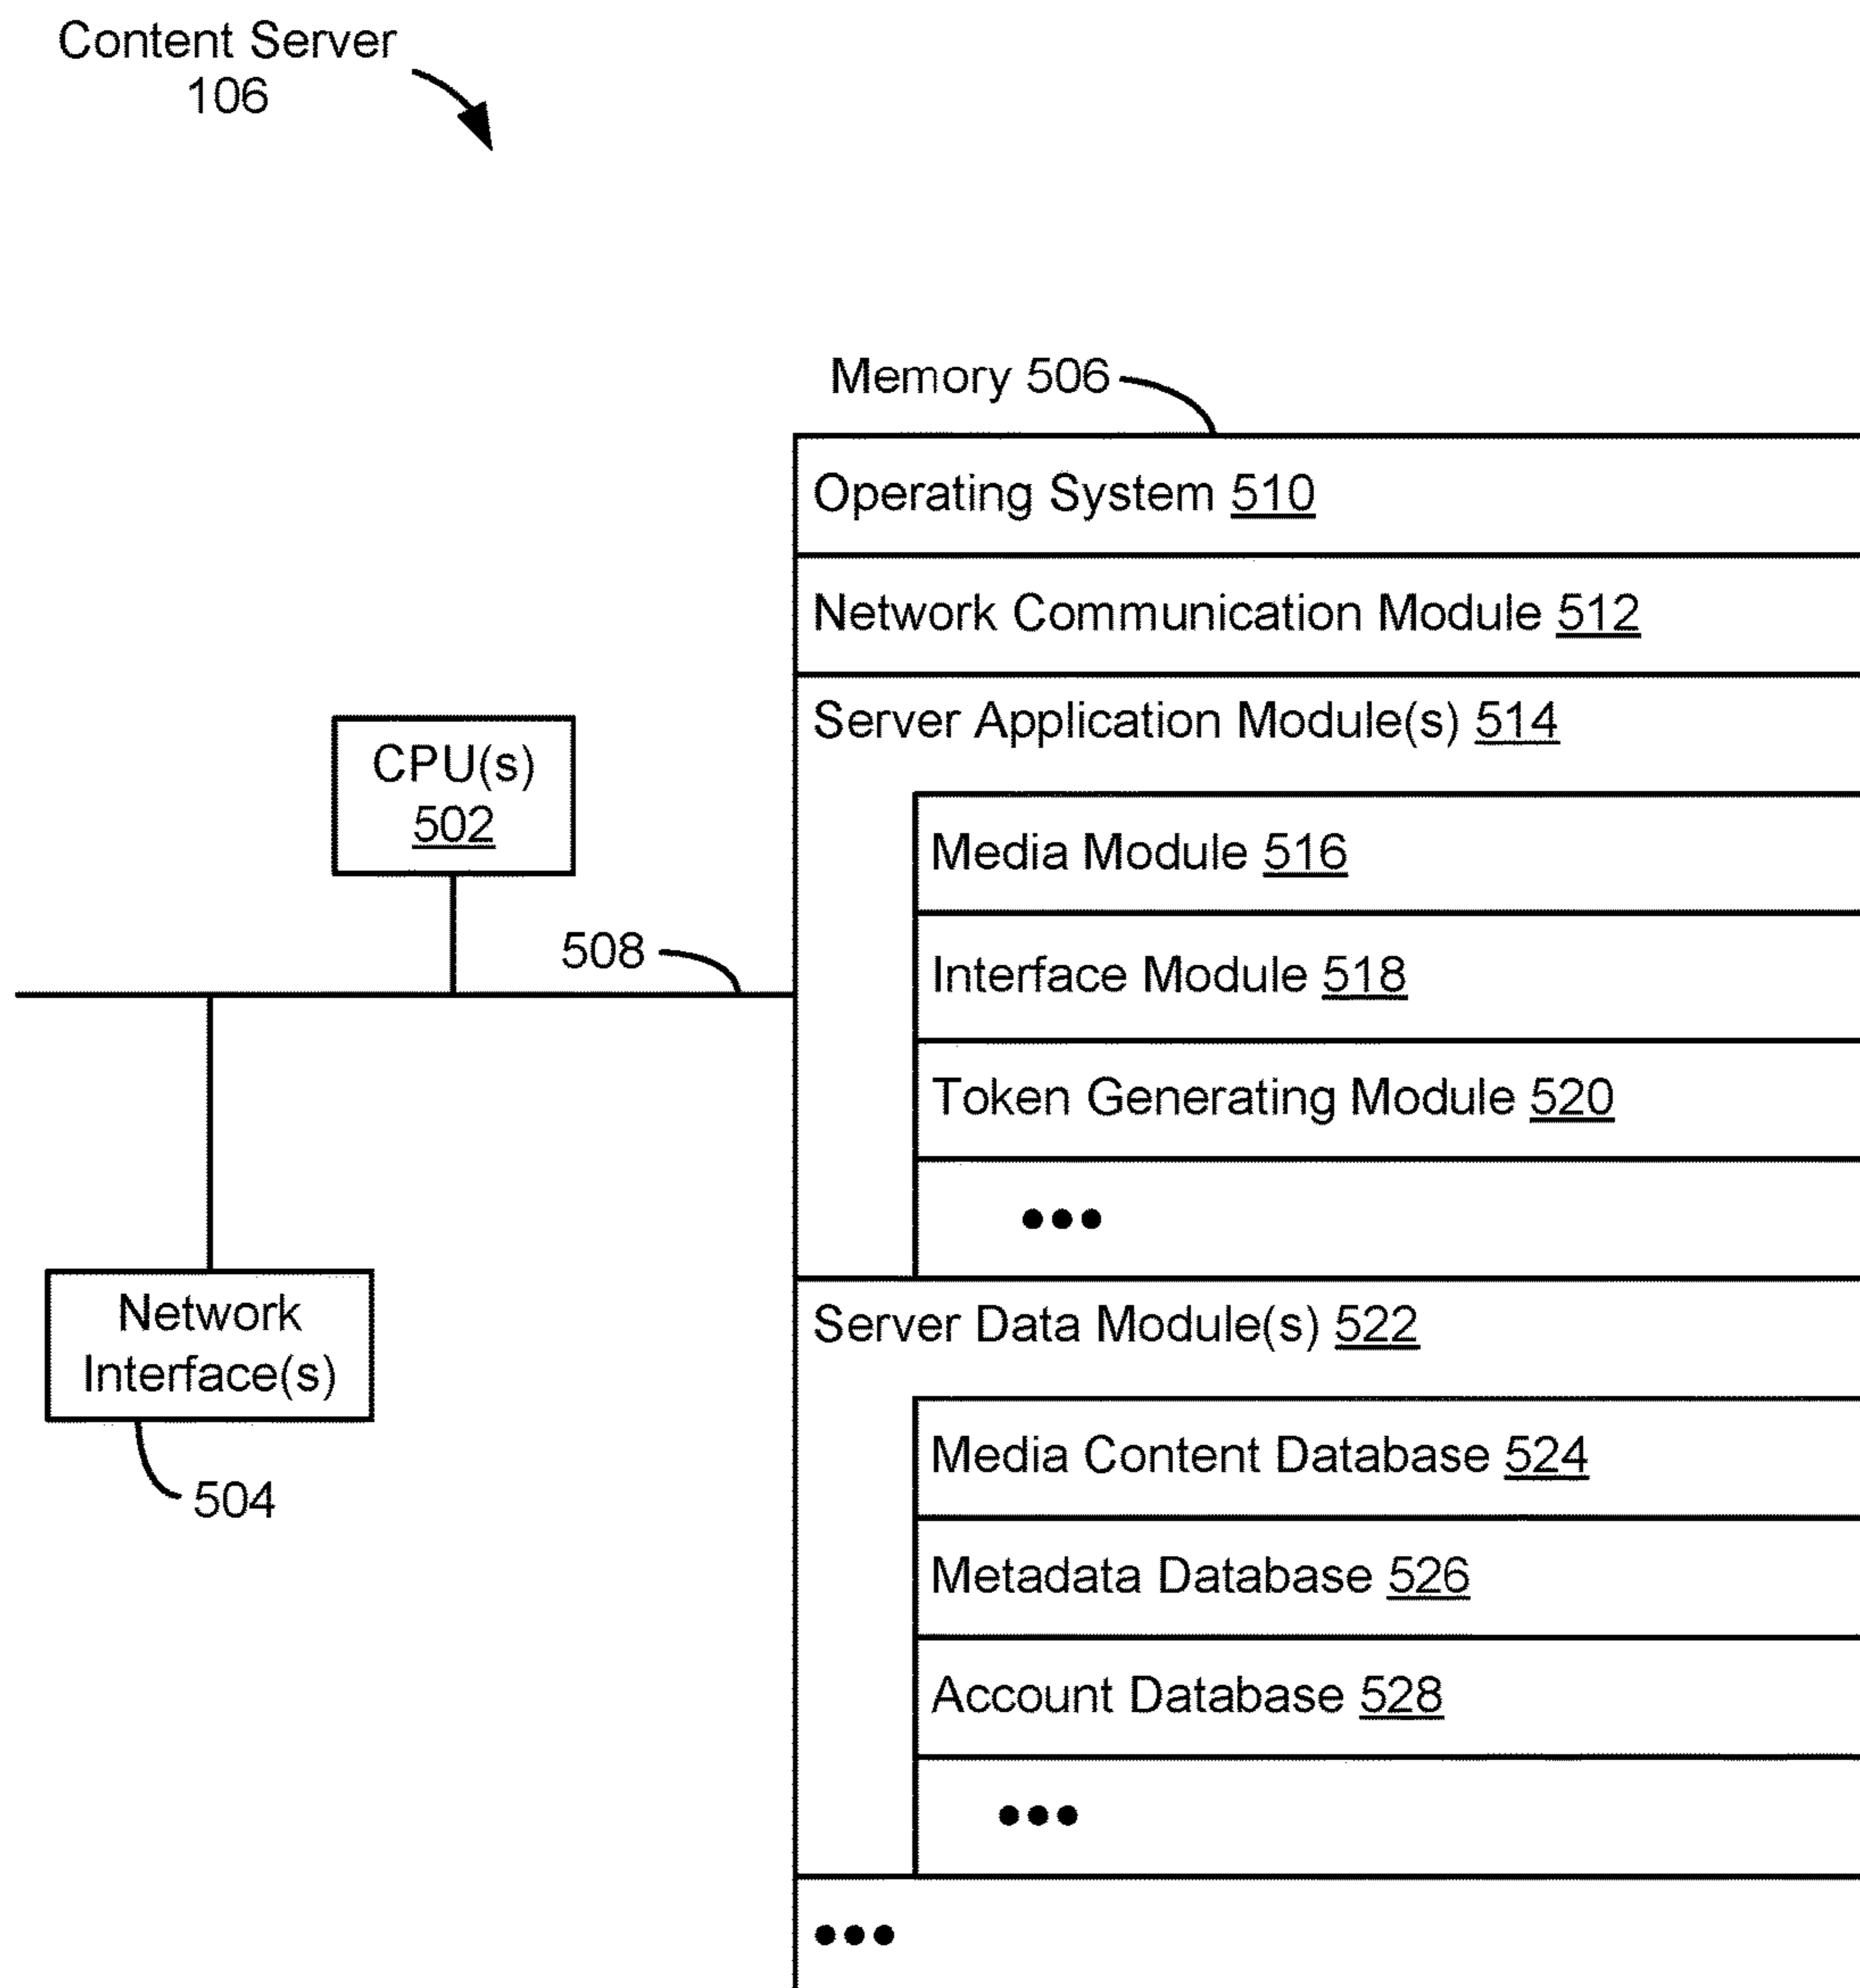 Content Server
106
Memory 506
Operating System 510
Network Communication Module 512
Server Application Module(s) 514
CPU(s)
502
Media Module 516
508
Interface Module 518
Token Generating Module 520
•••
Network
Interface(s)
504
Server Data Module(s) 522
Media Content Database 524
Metadata Database 526
Account Database 528
•••
•••